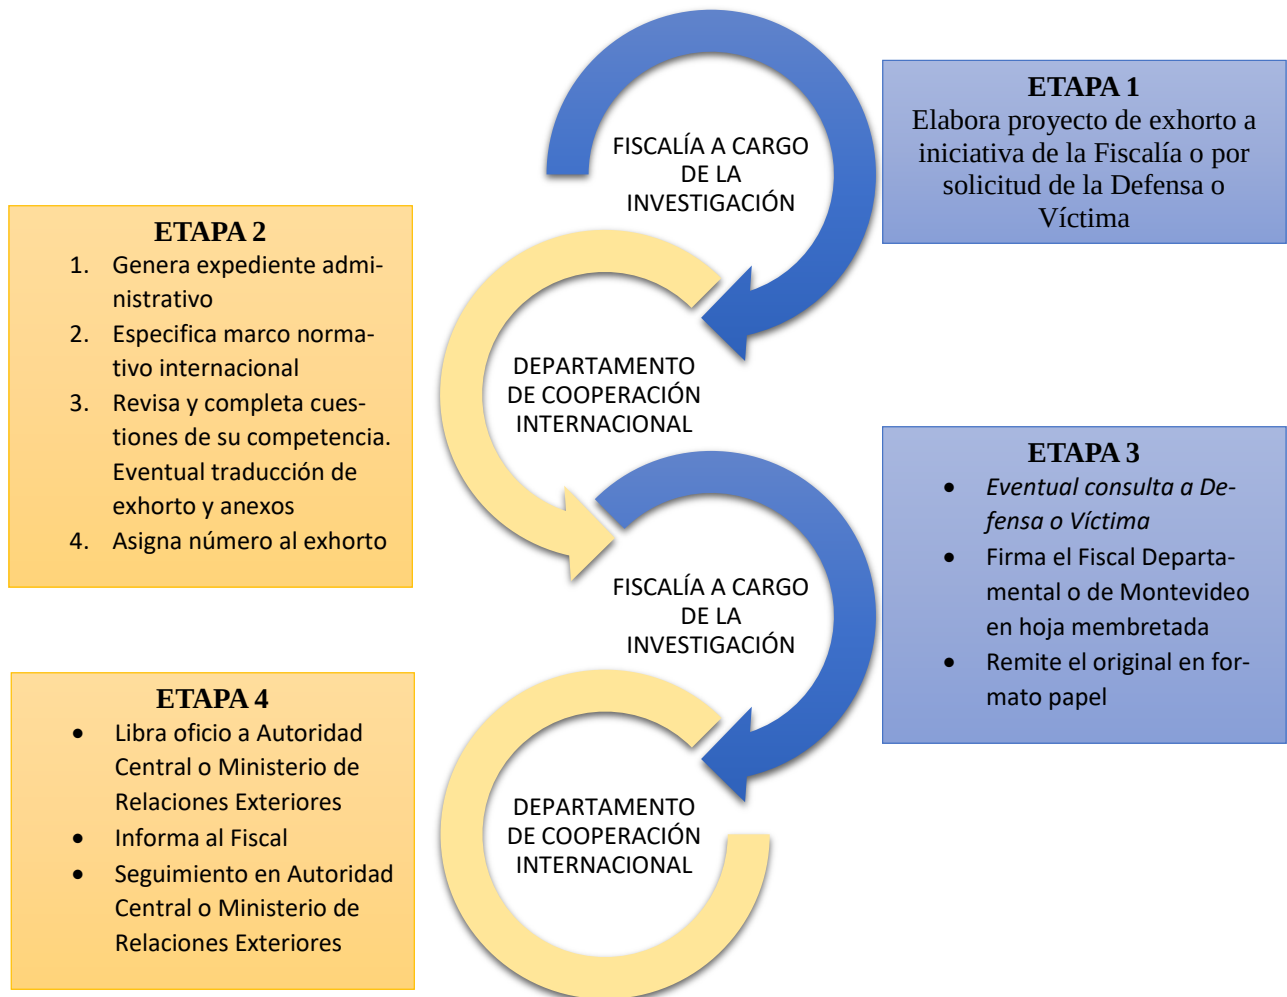 FISCALÍA A CARGO
DE LA
INVESTIGACIÓN
ETAPA 1
Elabora proyecto de exhorto a
iniciativa de la Fiscalía o por
solicitud de la Defensa o
Víctima
ETAPA 2
1. Genera expediente admi-
nistrativo
2. Especifica marco norma-
tivo internacional
3. Revisa y completa cues-
tiones de su competencia.
Eventual traducción de
exhorto y anexos
4. Asigna número al exhorto
DEPARTAMENTO
DE COOPERACIÓN
INTERNACIONAL
FISCALÍA A CARGO
DE LA
INVESTIGACIÓN
ETAPA 3
• Eventual consulta a De-
fensa o Víctima
• Firma el Fiscal Departa-
mental o de Montevideo
en hoja membretada
• Remite el original en for-
mato papel
ETAPA 4
• Libra oficio a Autoridad
Central o Ministerio de
Relaciones Exteriores
• Informa al Fiscal
• Seguimiento en Autoridad
Central o Ministerio de
Relaciones Exteriores
DEPARTAMENTO
DE COOPERACIÓN
INTERNACIONAL